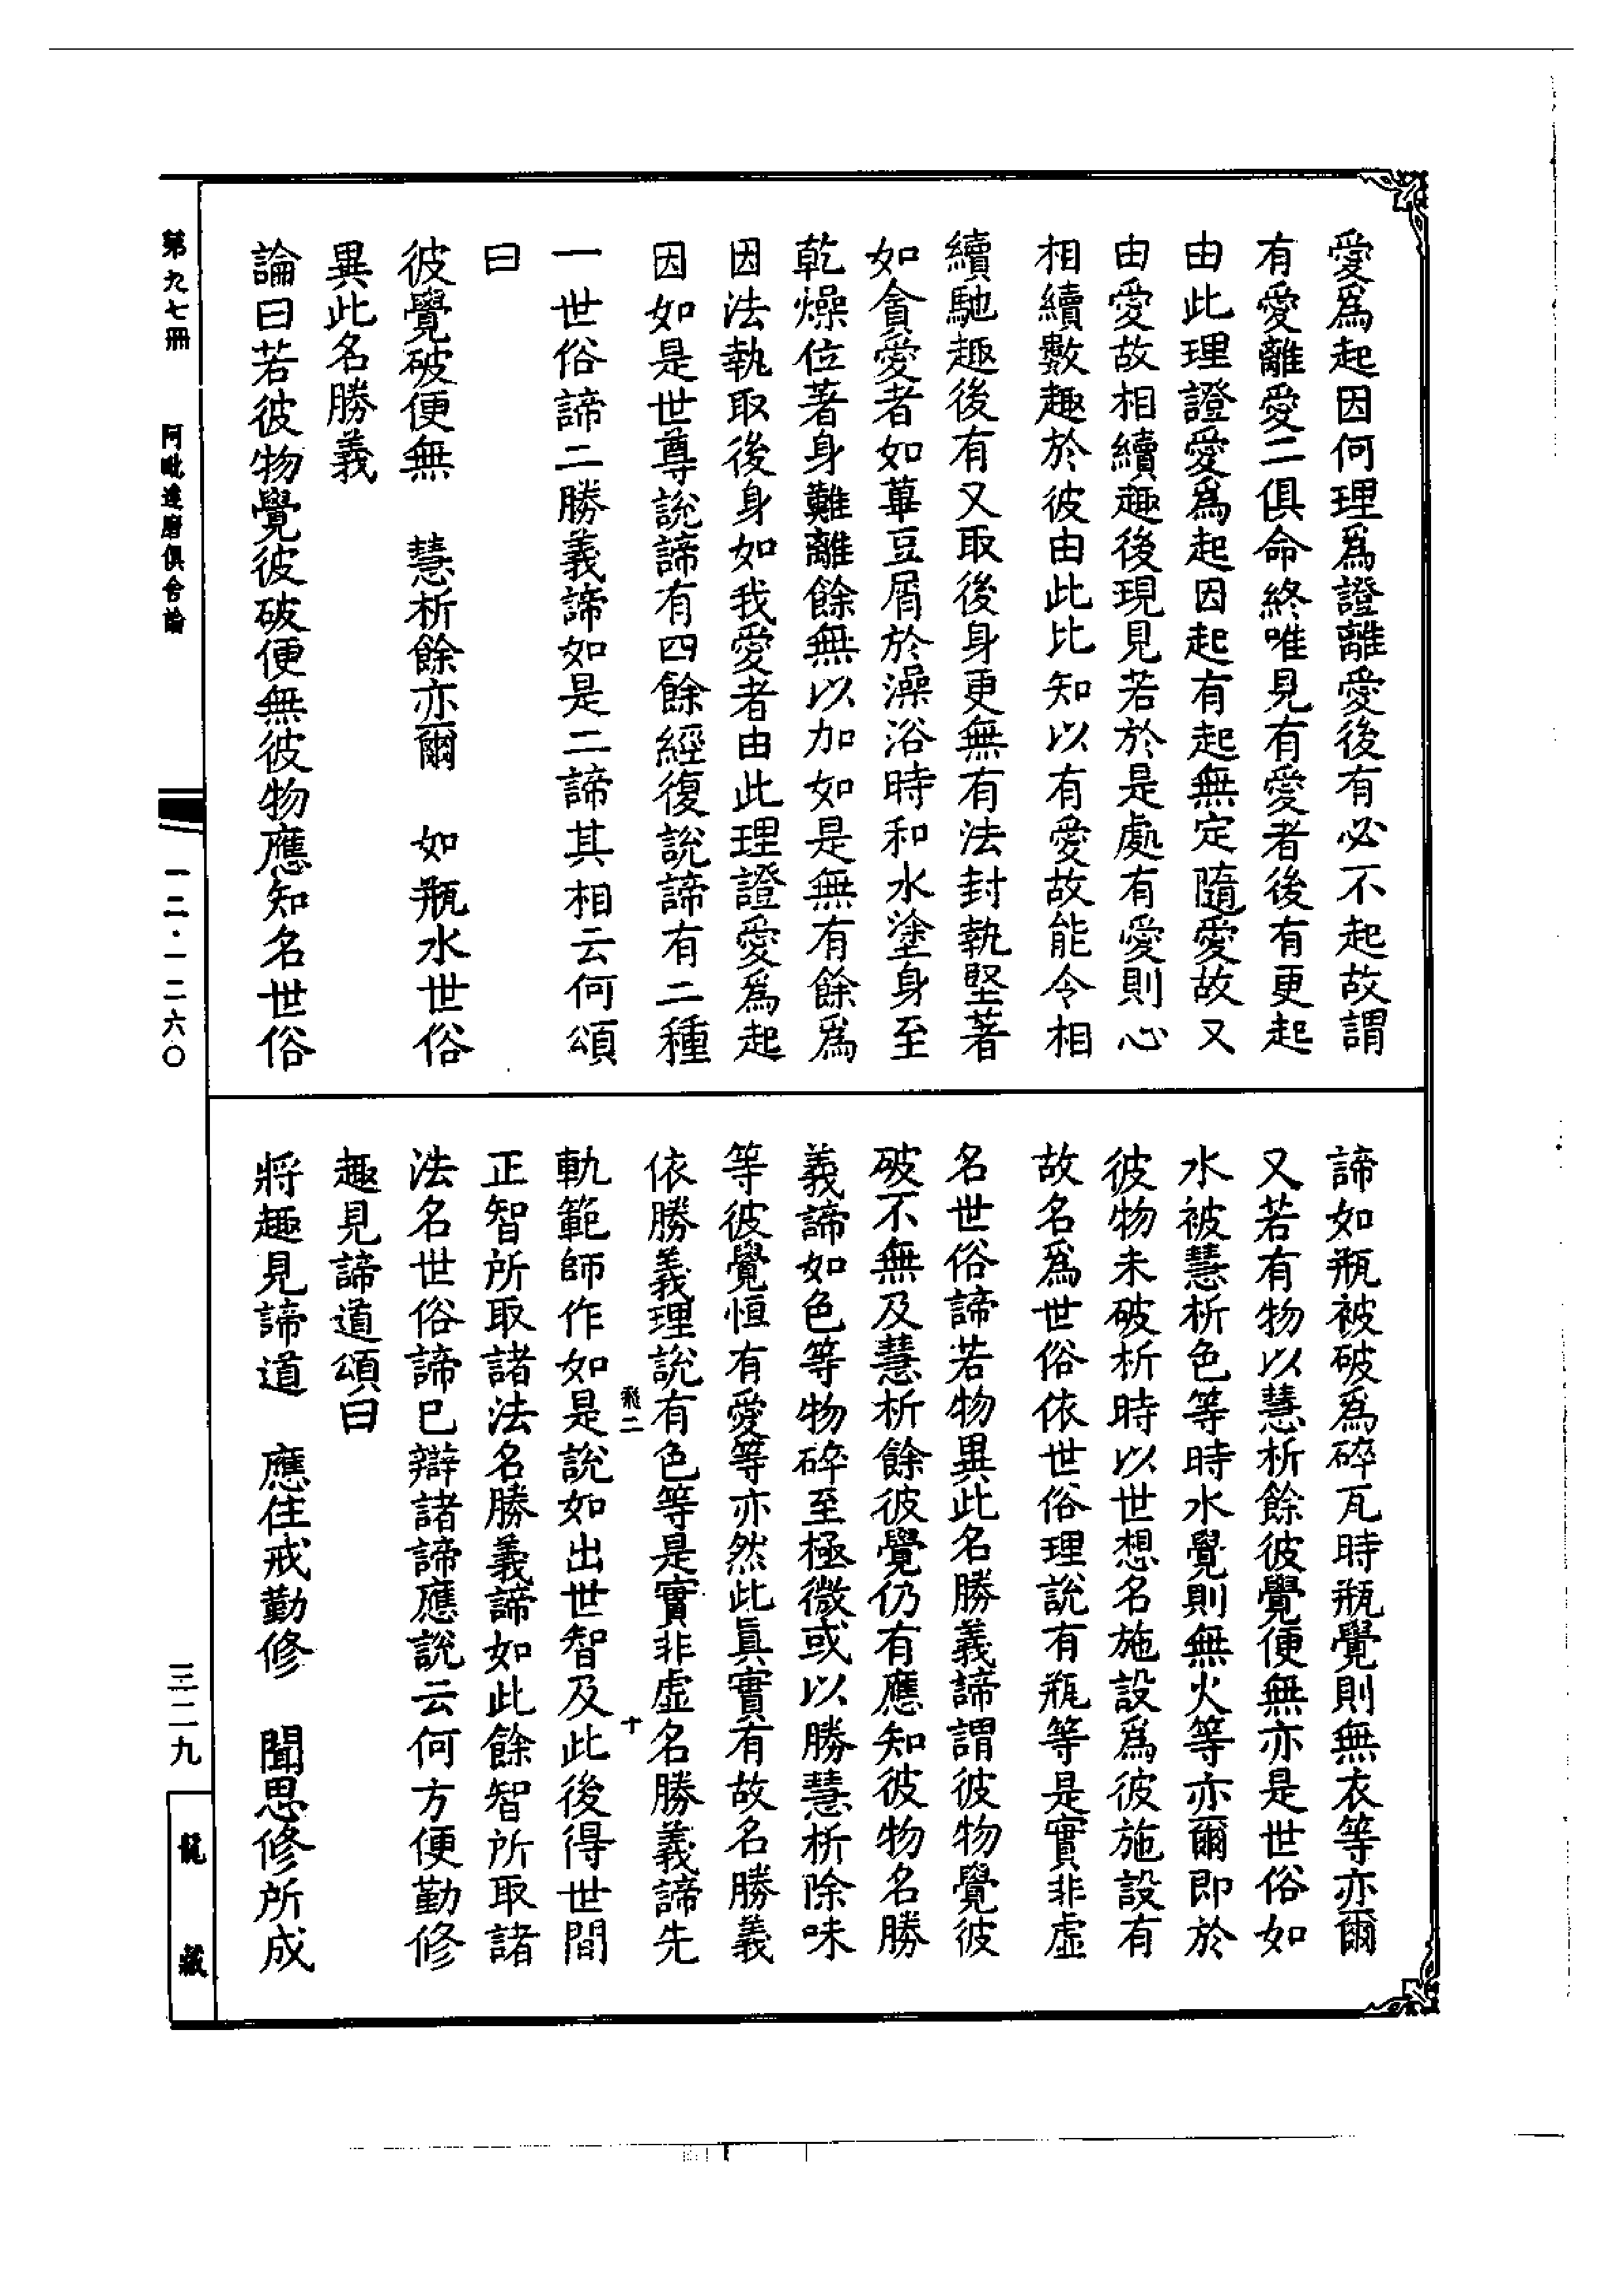 愛爲起因何理爲證離愛後有必不起故謂
有愛離愛二俱命終唯見有愛者後有更起
由此理證愛爲起因起有起無定隨愛故又
由愛故相續趣後現見若於是處有愛則心
相續數趣於彼由此比知以有愛故能令相
續馳趣後有又取後身更無有法封執堅著
如貪愛者如華豆屑於澡浴時和水塗身至
乾燥位著身難離餘無以加如是無有餘爲
因法執取後身如我愛者由此理證愛爲起
因如是世尊說諦有四餘經復說諦有二種
一世俗諦二勝義諦如是二諦其相云何頌
曰
彼覺破便無　慧析餘亦爾　如瓶水世俗
異此名勝義
論曰若彼物覺彼破便無彼物應知名世俗
諦如瓶被破爲碎瓦時瓶覺則無衣等亦爾
又若有物以慧析餘彼覺便無亦是世俗如
水被慧析色等時水覺則無火等亦爾即於
彼物未破析時以世想名施設爲彼施設有
故名爲世俗依世俗理說有瓶等是實非虛
名世俗諦若物異此名勝義諦謂彼物覺彼
破不無及慧析餘彼覺仍有應知彼物名勝
義諦如色等物碎至極微或以勝慧析除味
等彼覺恒有愛等亦然此真實有故名勝義
依勝義理說有色等是實非虛名勝義諦先
飛二　十
軌範師作如是說如出世智及此後得世間
正智所取諸法名勝義諦如此餘智所取諸
法名世俗諦已辯諸諦應說云何方便勤修
趣見諦道頌曰
將趣見諦道　應住戒勤修　聞思修所成
第九七冊　阿毗達磨俱舍論
一二·一二六〇
三二九
龍藏